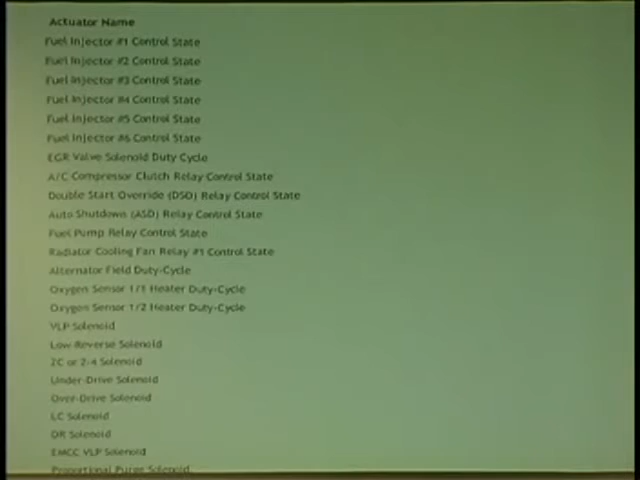 Actuator Name
Fuel Injector #1 Control State
Fuel Injector #2 Control State
Fuel Injector #3 Control State
Fuel Injector #4 Control State
Fuel Injector #5 Control State
Fuel Injector #6 Control State
EGR Valve Solenoid Duty Cycle
A/C Compressor Clutch Relay Control State
Double Start Override (DSO) Relay Control State
Auto Shutdown (ASD) Relay Control State
Fuel Pump Relay Control State
Radiator Cooling Fan Relay #1 Control State
Alternator Field Duty-Cycle
Oxygen Sensor 1/1 Heater Duty-Cycle
Oxygen Sensor 1/2 Heater Duty-Cycle
VLP Solenoid
Low-Reverse Solenoid
2C or 2-4 Solenoid
Under-Drive Solenoid
Over-Drive Solenoid
LC Solenoid
DR Solenoid
EMCC VLP Solenoid
Proportional Purge Solenoid